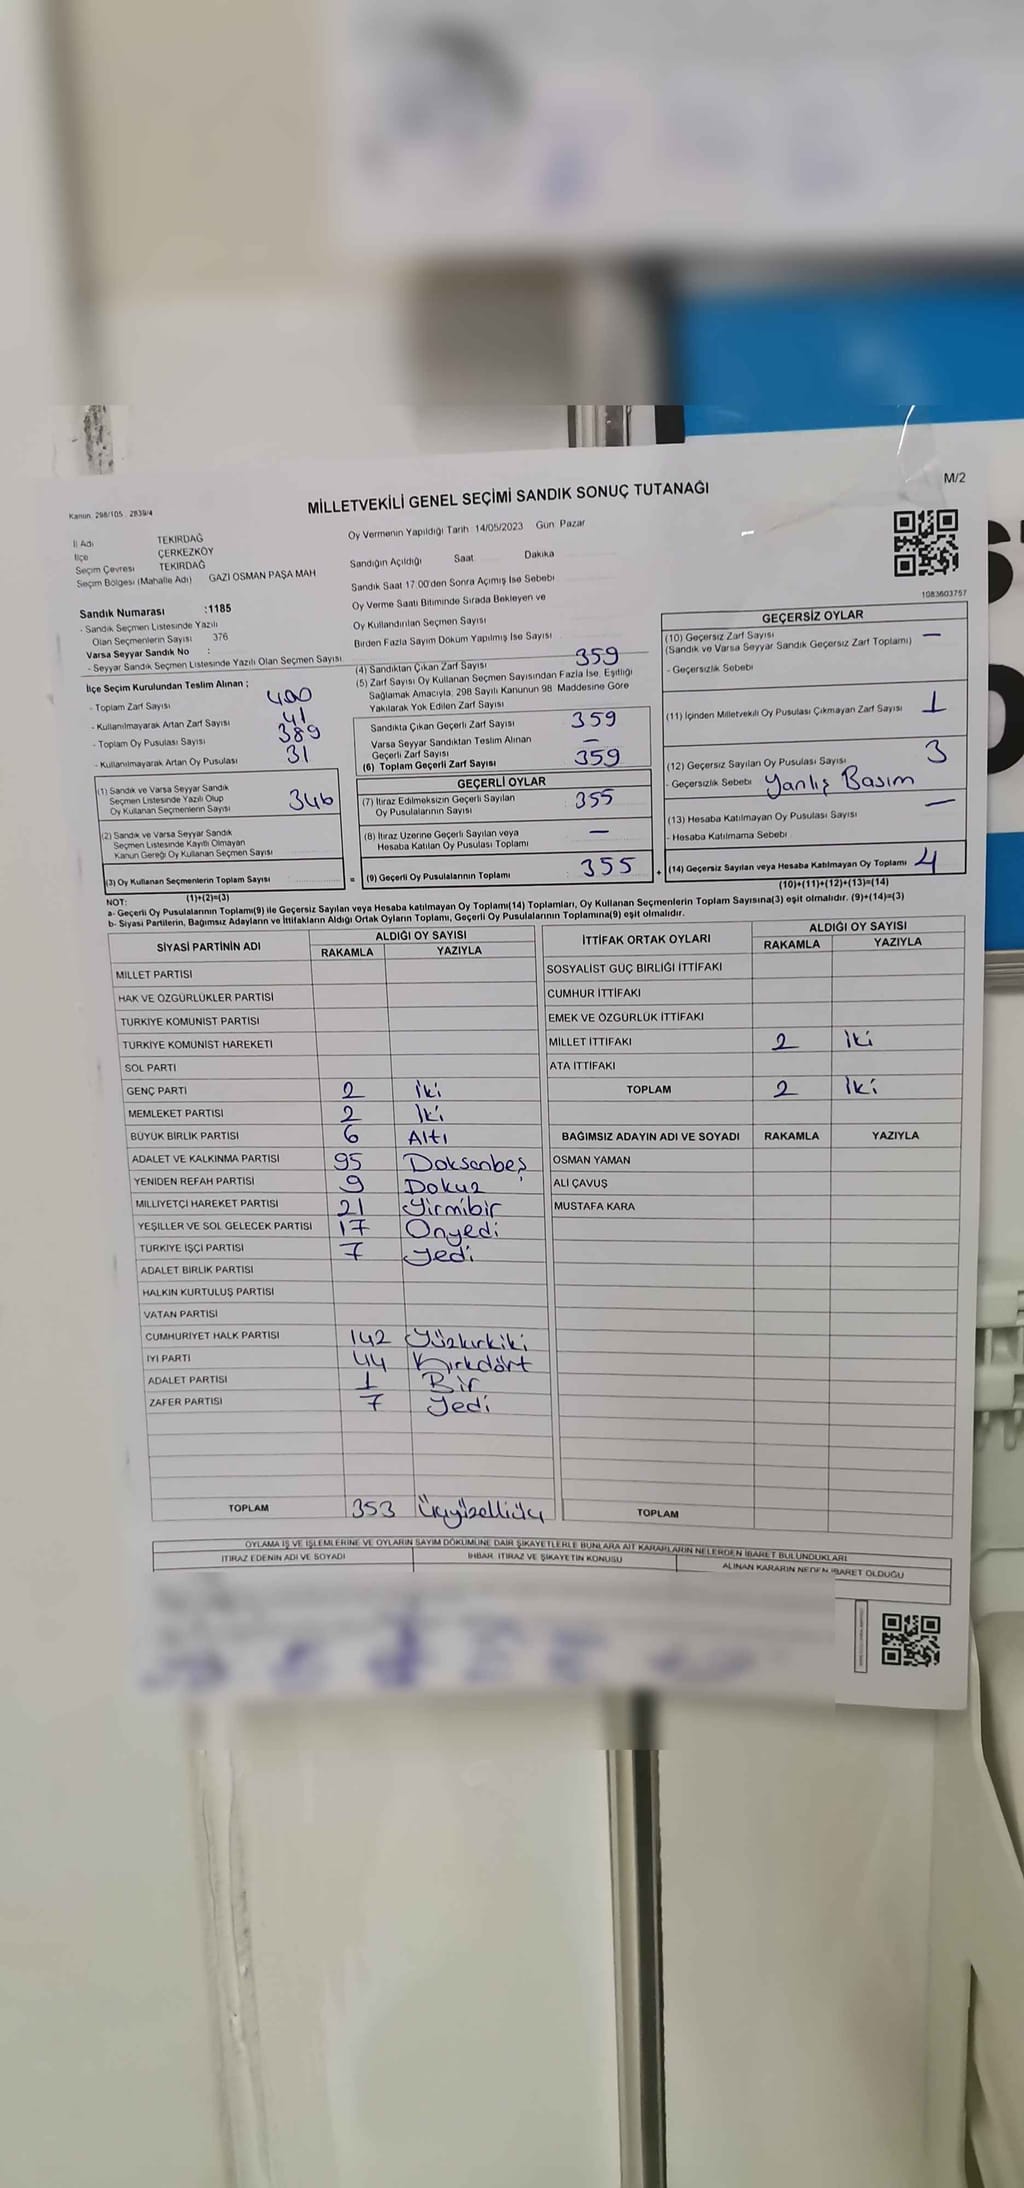 M/2
Kanun: 298/105, 2839/4
MİLLETVEKİLİ GENEL SEÇİMİ SANDIK SONUÇ TUTANAĞI
İl Adı TEKİRDAĞ
İlçe ÇERKEZKÖY
Seçim Çevresi TEKİRDAĞ
Seçim Bölgesi (Mahalle Adı) GAZİ OSMAN PAŞA MAH
Sandık Numarası :1185
- Sandık Seçmen Listesinde Yazılı
Olan Seçmenlerin Sayısı 376
Varsa Seyyar Sandık No :
- Seyyar Sandık Seçmen Listesinde Yazılı Olan Seçmen Sayısı
İlçe Seçim Kurulundan Teslim Alınan ;
- Toplam Zarf Sayısı 400
- Kullanılmayarak Artan Zarf Sayısı 41
- Toplam Oy Pusulası Sayısı 389
- Kullanılmayarak Artan Oy Pusulası 31
(1) Sandık ve Varsa Seyyar Sandık
Seçmen Listesinde Yazılı Olup
Oy Kullanan Seçmenlerin Sayısı 346
(2) Sandık ve Varsa Seyyar Sandık
Seçmen Listesinde Kayıtlı Olmayan
Kanun Gereği Oy Kullanan Seçmen Sayısı
(3) Oy Kullanan Seçmenlerin Toplam Sayısı
(1)+(2)=(3)
Oy Vermenin Yapıldığı Tarih : 14/05/2023 Gün: Pazar
Sandığın Açıldığı Saat Dakika
Sandık Saat 17.00'den Sonra Açımış İse Sebebi
Oy Verme Saati Bitiminde Sırada Bekleyen ve
Oy Kullandırılan Seçmen Sayısı
Birden Fazla Sayım Döküm Yapılmış İse Sayısı
(4) Sandıktan Çıkan Zarf Sayısı 359
(5) Zarf Sayısı Oy Kullanan Seçmen Sayısından Fazla İse, Eşitliği
Sağlamak Amacıyla, 298 Sayılı Kanunun 98. Maddesine Göre
Yakılarak Yok Edilen Zarf Sayısı
Sandıkta Çıkan Geçerli Zarf Sayısı 359
Varsa Seyyar Sandıktan Teslim Alınan
Geçerli Zarf Sayısı —
(6) Toplam Geçerli Zarf Sayısı 359
GEÇERLİ OYLAR
(7) İtiraz Edilmeksizin Geçerli Sayılan
Oy Pusulalarının Sayısı : 355
(8) İtiraz Üzerine Geçerli Sayılan veya
Hesaba Katılan Oy Pusulası Toplamı —
= (9) Geçerli Oy Pusulalarının Toplamı : 355 +
1083603757
GEÇERSİZ OYLAR
(10) Geçersiz Zarf Sayısı —
(Sandık ve Varsa Seyyar Sandık Geçersiz Zarf Toplamı)
- Geçersizlik Sebebi
(11) İçinden Milletvekili Oy Pusulası Çıkmayan Zarf Sayısı 1
(12) Geçersiz Sayılan Oy Pusulası Sayısı 3
- Geçersizlik Sebebi Yanlış Basım
(13) Hesaba Katılmayan Oy Pusulası Sayısı —
- Hesaba Katılmama Sebebi
(14) Geçersiz Sayılan veya Hesaba Katılmayan Oy Toplamı 4
(10)+(11)+(12)+(13)=(14)
NOT:
a- Geçerli Oy Pusulalarının Toplamı(9) ile Geçersiz Sayılan veya Hesaba katılmayan Oy Toplamı(14) Toplamları, Oy Kullanan Seçmenlerin Toplam Sayısına(3) eşit olmalıdır. (9)+(14)=(3)
b- Siyasi Partilerin, Bağımsız Adayların ve İttifakların Aldığı Ortak Oyların Toplamı, Geçerli Oy Pusulalarının Toplamına(9) eşit olmalıdır.
SİYASİ PARTİNİN ADI ALDIĞI OY SAYISI
RAKAMLA YAZIYLA
MİLLET PARTİSİ
HAK VE ÖZGÜRLÜKLER PARTİSİ
TÜRKİYE KOMÜNİST PARTİSİ
TÜRKİYE KOMÜNİST HAREKETİ
SOL PARTİ
GENÇ PARTİ 2 İki
MEMLEKET PARTİSİ 2 İki
BÜYÜK BİRLİK PARTİSİ 6 Altı
ADALET VE KALKINMA PARTİSİ 95 Doksanbeş
YENİDEN REFAH PARTİSİ 9 Dokuz
MİLLİYETÇİ HAREKET PARTİSİ 21 Yirmibir
YEŞİLLER VE SOL GELECEK PARTİSİ 17 Onyedi
TÜRKİYE İŞÇİ PARTİSİ 7 Yedi
ADALET BİRLİK PARTİSİ
HALKIN KURTULUŞ PARTİSİ
VATAN PARTİSİ
CUMHURİYET HALK PARTİSİ 142 Yüzkırkiki
İYİ PARTİ 44 Kırkdört
ADALET PARTİSİ 1 Bir
ZAFER PARTİSİ 7 Yedi
TOPLAM 353 Üçyüzelliüç
İTTİFAK ORTAK OYLARI ALDIĞI OY SAYISI
RAKAMLA YAZIYLA
SOSYALİST GÜÇ BİRLİĞİ İTTİFAKI
CUMHUR İTTİFAKI
EMEK VE ÖZGÜRLÜK İTTİFAKI
MİLLET İTTİFAKI 2 İki
ATA İTTİFAKI
TOPLAM 2 İki
BAĞIMSIZ ADAYIN ADI VE SOYADI RAKAMLA YAZIYLA
OSMAN YAMAN
ALİ ÇAVUŞ
MUSTAFA KARA
TOPLAM
OYLAMA İŞ VE İŞLEMLERİNE VE OYLARIN SAYIM DÖKÜMÜNE DAİR ŞİKAYETLERLE BUNLARA AİT KARARLARIN NELERDEN İBARET BULUNDUKLARI
İTİRAZ EDENİN ADI VE SOYADI İHBAR, İTİRAZ VE ŞİKAYETİN KONUSU ALINAN KARARIN NEDEN İBARET OLDUĞU